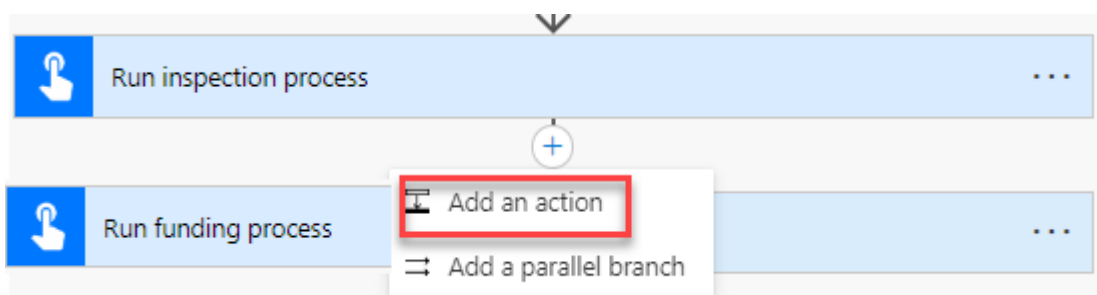 Run inspection process
Add an action
Run funding process
Add a parallel branch